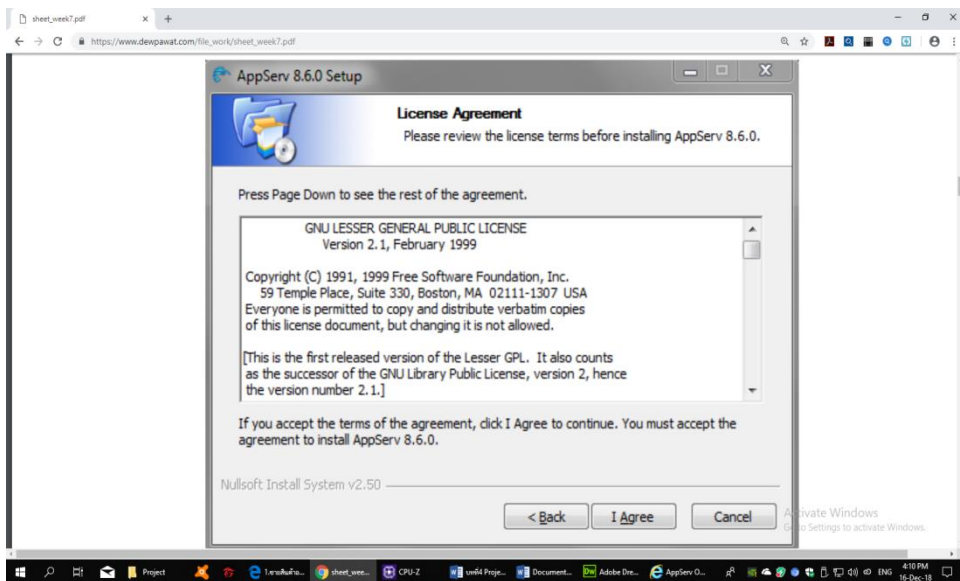 sheet_week7.pdf
https://www.dewpawat.com/file_work/sheet_week7.pdf
AppServ 8.6.0 Setup
License Agreement
Please review the license terms before installing AppServ 8.6.0.
Press Page Down to see the rest of the agreement.
GNU LESSER GENERAL PUBLIC LICENSE
Version 2.1, February 1999
Copyright (C) 1991, 1999 Free Software Foundation, Inc.
59 Temple Place, Suite 330, Boston, MA 02111-1307 USA
Everyone is permitted to copy and distribute verbatim copies
of this license document, but changing it is not allowed.
[This is the first released version of the Lesser GPL. It also counts
as the successor of the GNU Library Public License, version 2, hence
the version number 2.1.]
If you accept the terms of the agreement, click I Agree to continue. You must accept the
agreement to install AppServ 8.6.0.
Nullsoft Install System v2.50
< Back I Agree Cancel
Activate Windows
Go to Settings to activate Windows.
Project sheet_wee... CPU-Z บทที่4 Proje... Document... Adobe Dre... AppServ O... ENG 4:10 PM
16-Dec-18